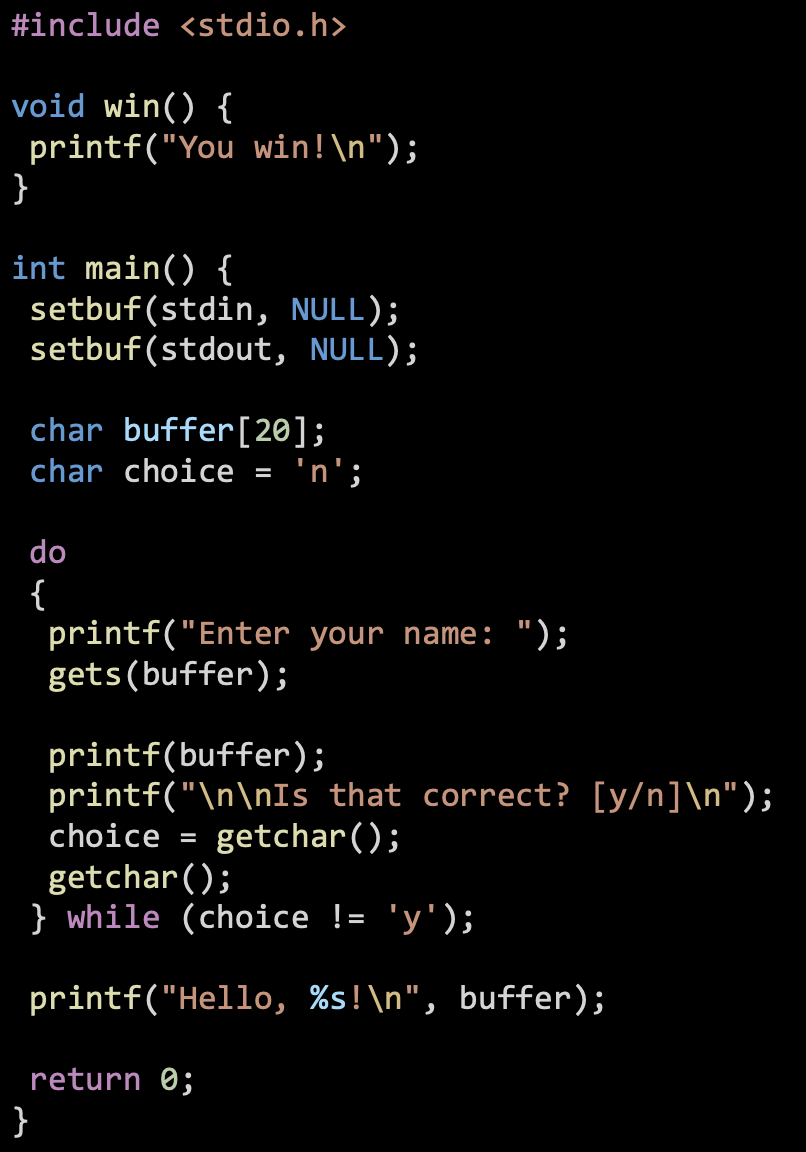 #include <stdio.h>

void win() {
 printf("You win!\n");
}

int main() {
 setbuf(stdin, NULL);
 setbuf(stdout, NULL);

 char buffer[20];
 char choice = 'n';

 do
 {
  printf("Enter your name: ");
  gets(buffer);

  printf(buffer);
  printf("\n\nIs that correct? [y/n]\n");
  choice = getchar();
  getchar();
 } while (choice != 'y');

 printf("Hello, %s!\n", buffer);

 return 0;
}